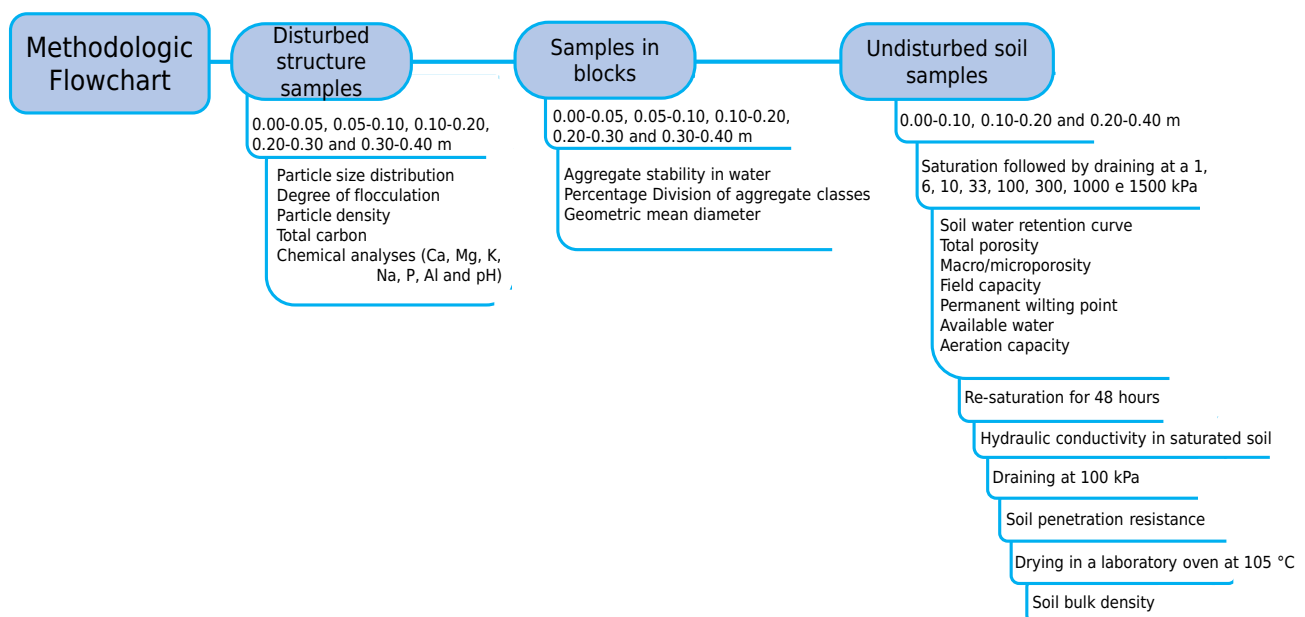 Methodologic
Flowchart
Disturbed
structure
samples
0.00-0.05, 0.05-0.10, 0.10-0.20,
0.20-0.30 and 0.30-0.40 m
Particle size distribution
Degree of flocculation
Particle density
Total carbon
Chemical analyses (Ca, Mg, K,
Na, P, Al and pH)
Samples in
blocks
0.00-0.05, 0.05-0.10, 0.10-0.20,
0.20-0.30 and 0.30-0.40 m
Aggregate stability in water
Percentage Division of aggregate classes
Geometric mean diameter
Undisturbed soil
samples
0.00-0.10, 0.10-0.20 and 0.20-0.40 m
Saturation followed by draining at a 1,
6, 10, 33, 100, 300, 1000 e 1500 kPa
Soil water retention curve
Total porosity
Macro/microporosity
Field capacity
Permanent wilting point
Available water
Aeration capacity
Re-saturation for 48 hours
Hydraulic conductivity in saturated soil
Draining at 100 kPa
Soil penetration resistance
Drying in a laboratory oven at 105 °C
Soil bulk density